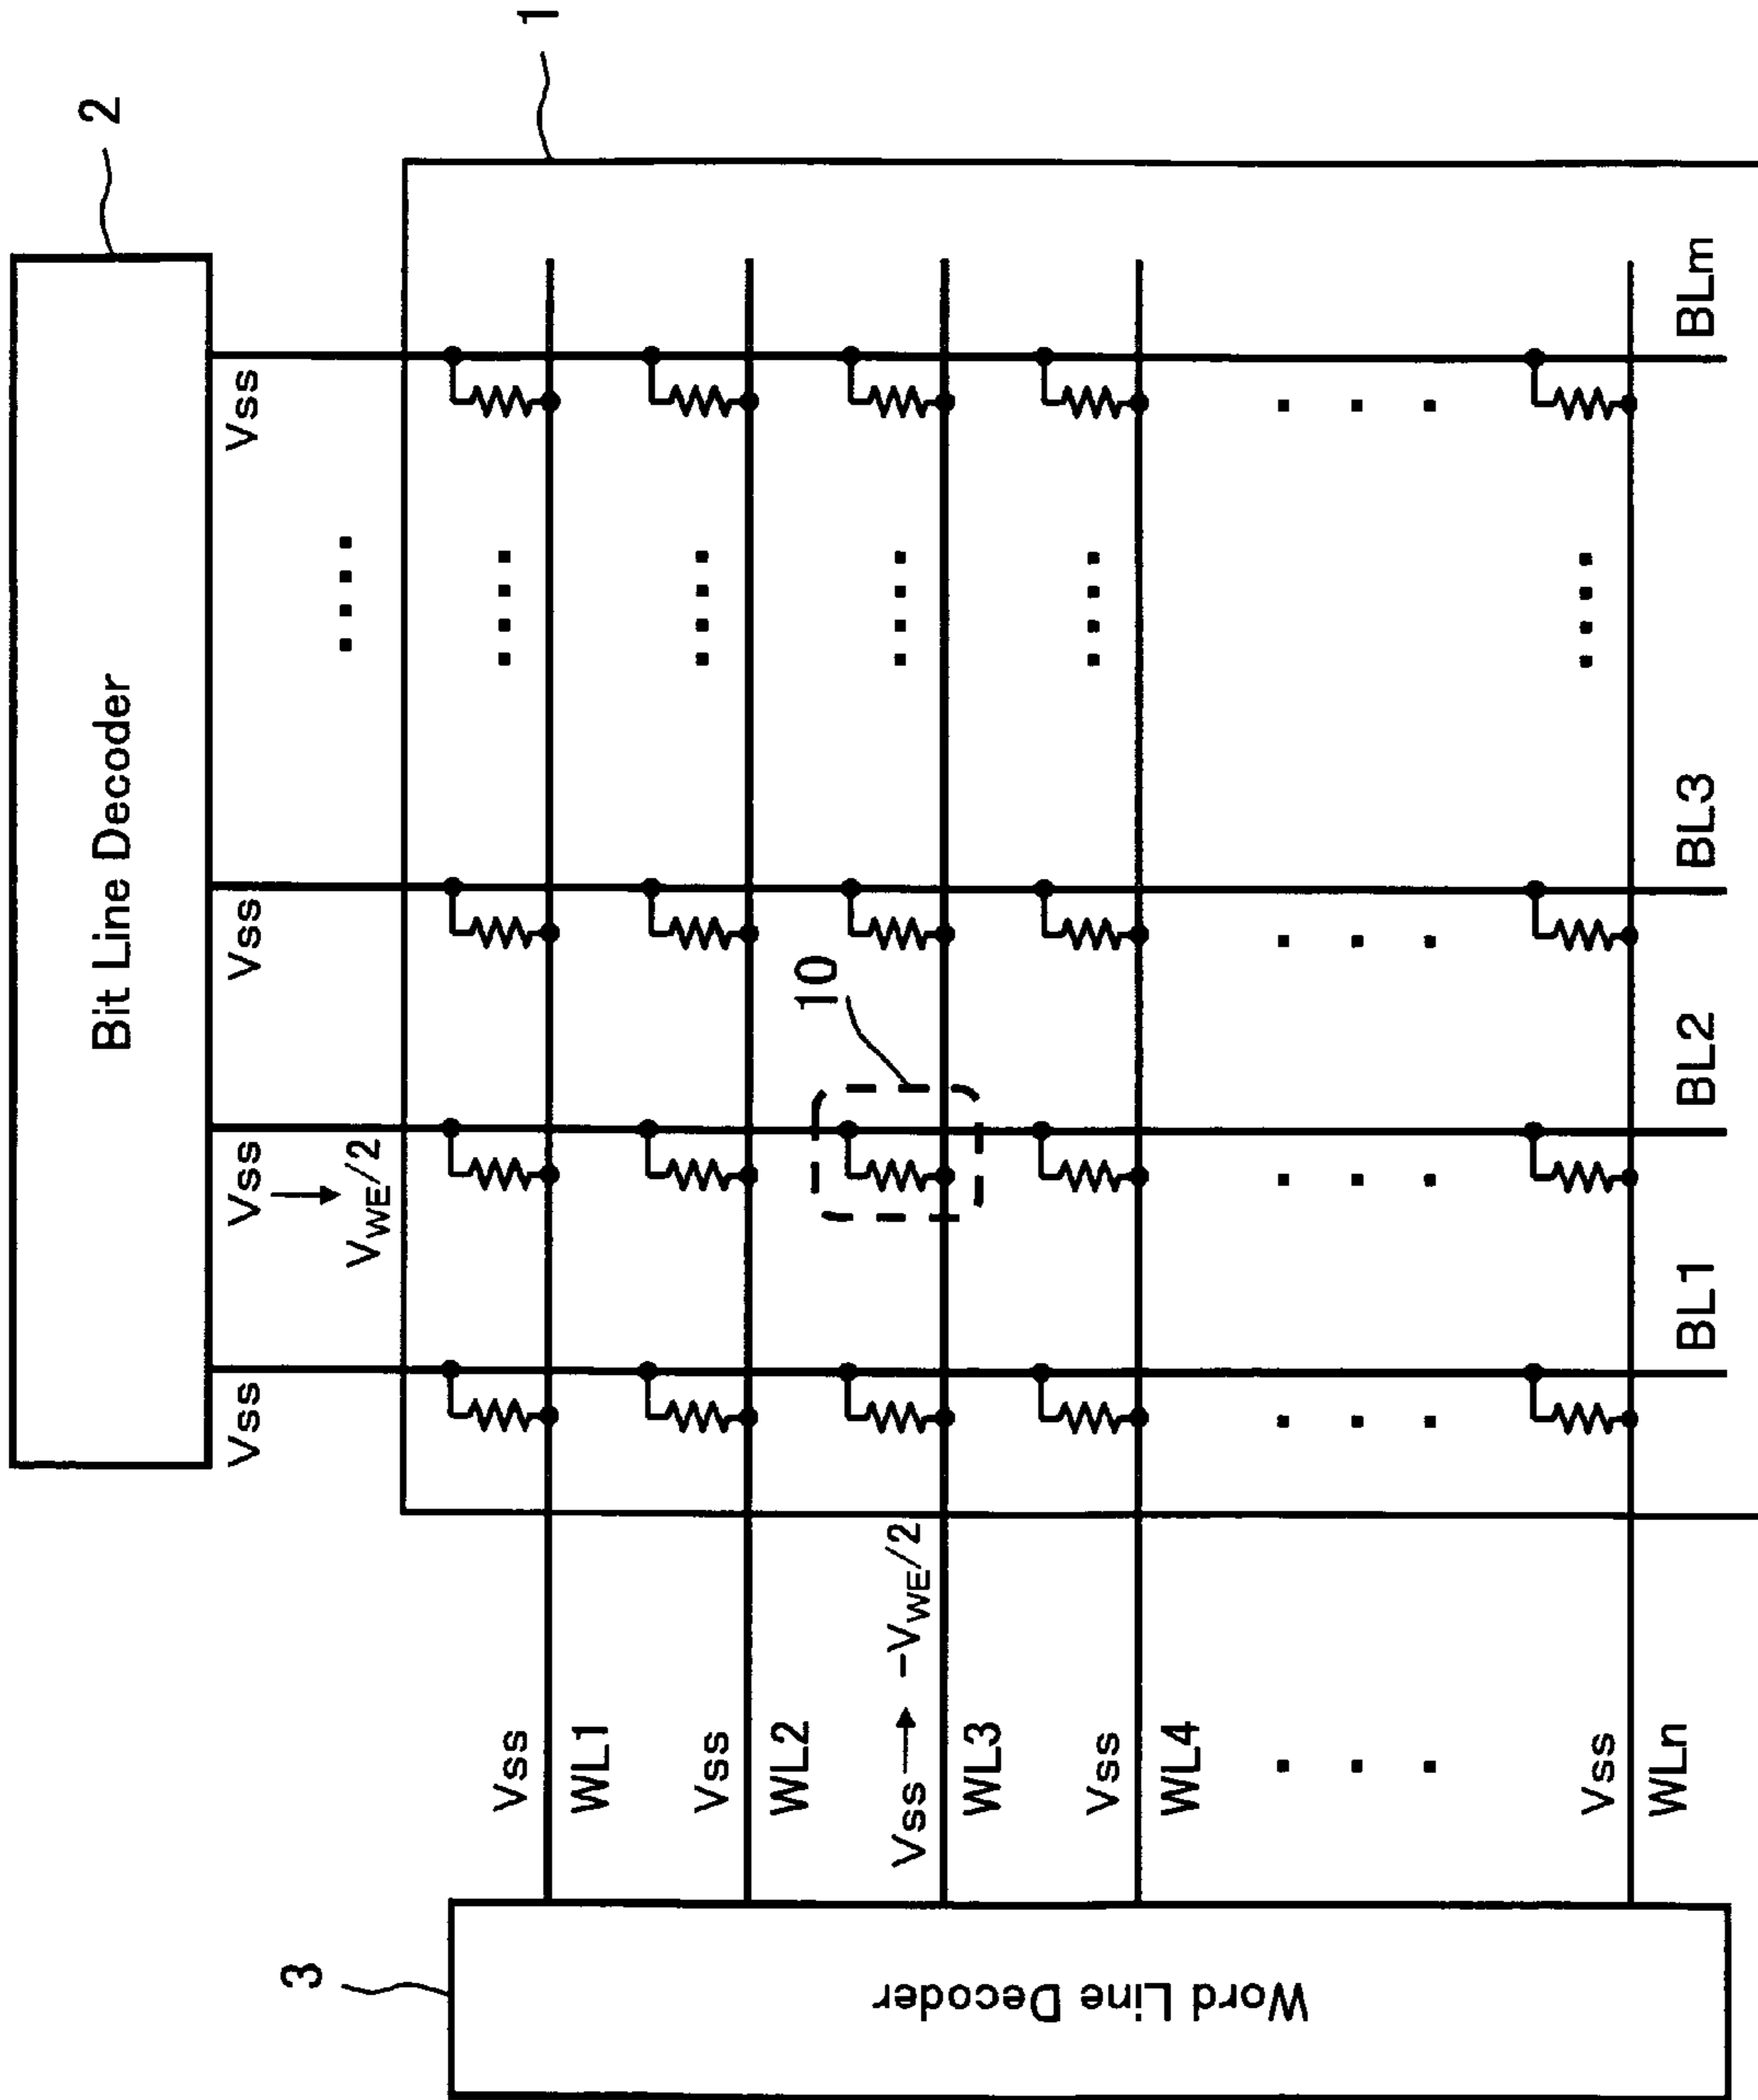 2
Bit Line Decoder
1
Vss
Vss
Vss
Vss
VWE/2
10
3
Word Line Decoder
Vss
WL1
Vss
WL2
Vss → -VWE/2
WL3
Vss
WL4
Vss
WLn
BL1
BL2
BL3
BLm